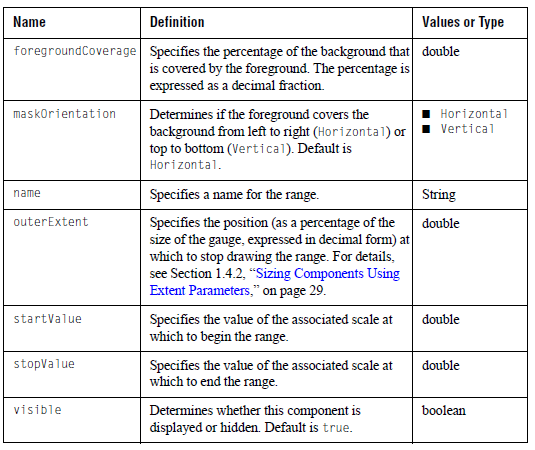 Name Definition Values or Type
foregroundCoverage Specifies the percentage of the background that double
is covered by the foreground. The percentage is
expressed as a decimal fraction.
maskOrientation Determines if the foreground covers the ■ Horizontal
background from left to right (Horizontal) or ■ Vertical
top to bottom (Vertical). Default is
Horizontal.
name Specifies a name for the range. String
outerExtent Specifies the position (as a percentage of the double
size of the gauge, expressed in decimal form) at
which to stop drawing the range. For details,
see Section 1.4.2, “Sizing Components Using
Extent Parameters,” on page 29.
startValue Specifies the value of the associated scale at double
which to begin the range.
stopValue Specifies the value of the associated scale at double
which to end the range.
visible Determines whether this component is boolean
displayed or hidden. Default is true.